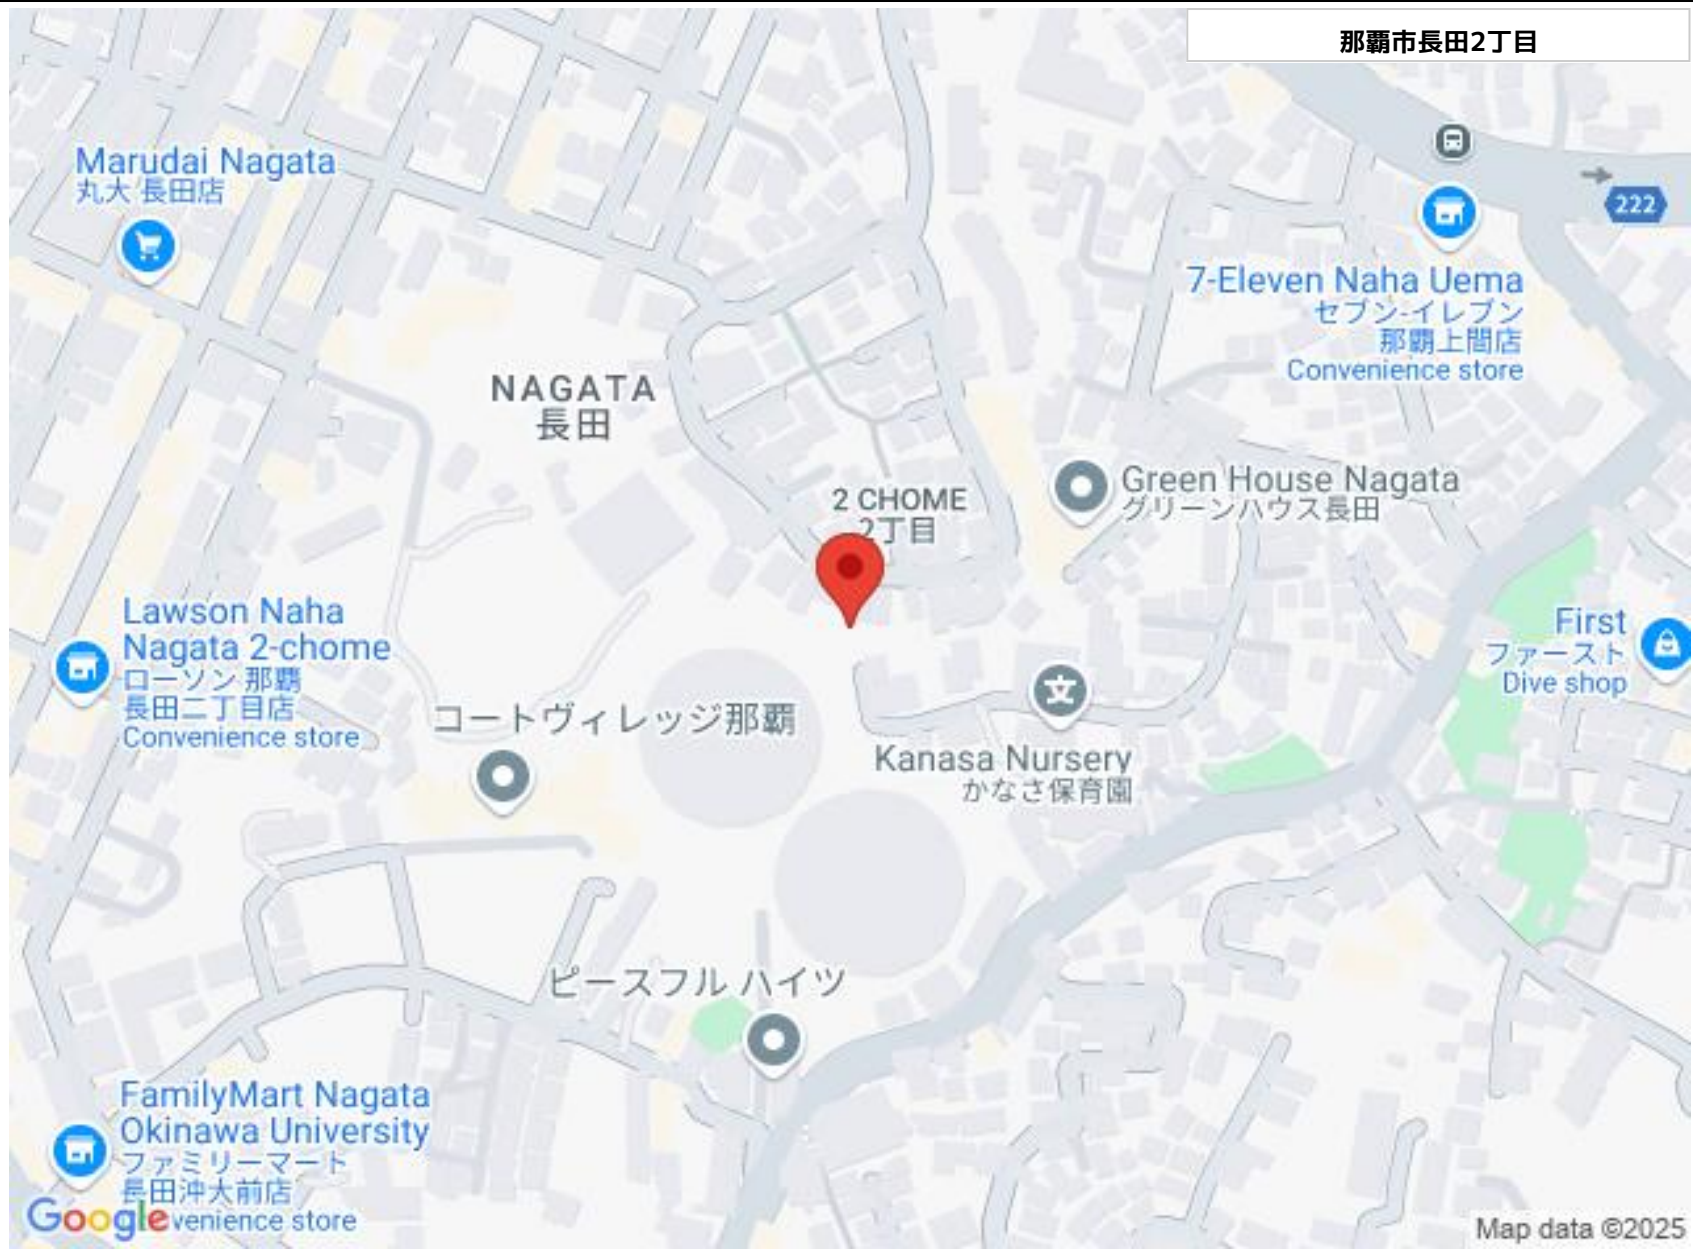 那覇市長田2丁目
Marudai Nagata
丸大 長田店
222
7-Eleven Naha Uema
セブン-イレブン
那覇上間店
Convenience store
NAGATA
長田
Green House Nagata
グリーンハウス長田
2 CHOME
2丁目
Lawson Naha
Nagata 2-chome
ローソン 那覇
長田二丁目店
Convenience store
First
ファースト
Dive shop
コートヴィレッジ那覇
文
Kanasa Nursery
かなさ保育園
ピースフル ハイツ
FamilyMart Nagata
Okinawa University
ファミリーマート
長田沖大前店
Google
venience store
Map data ©2025